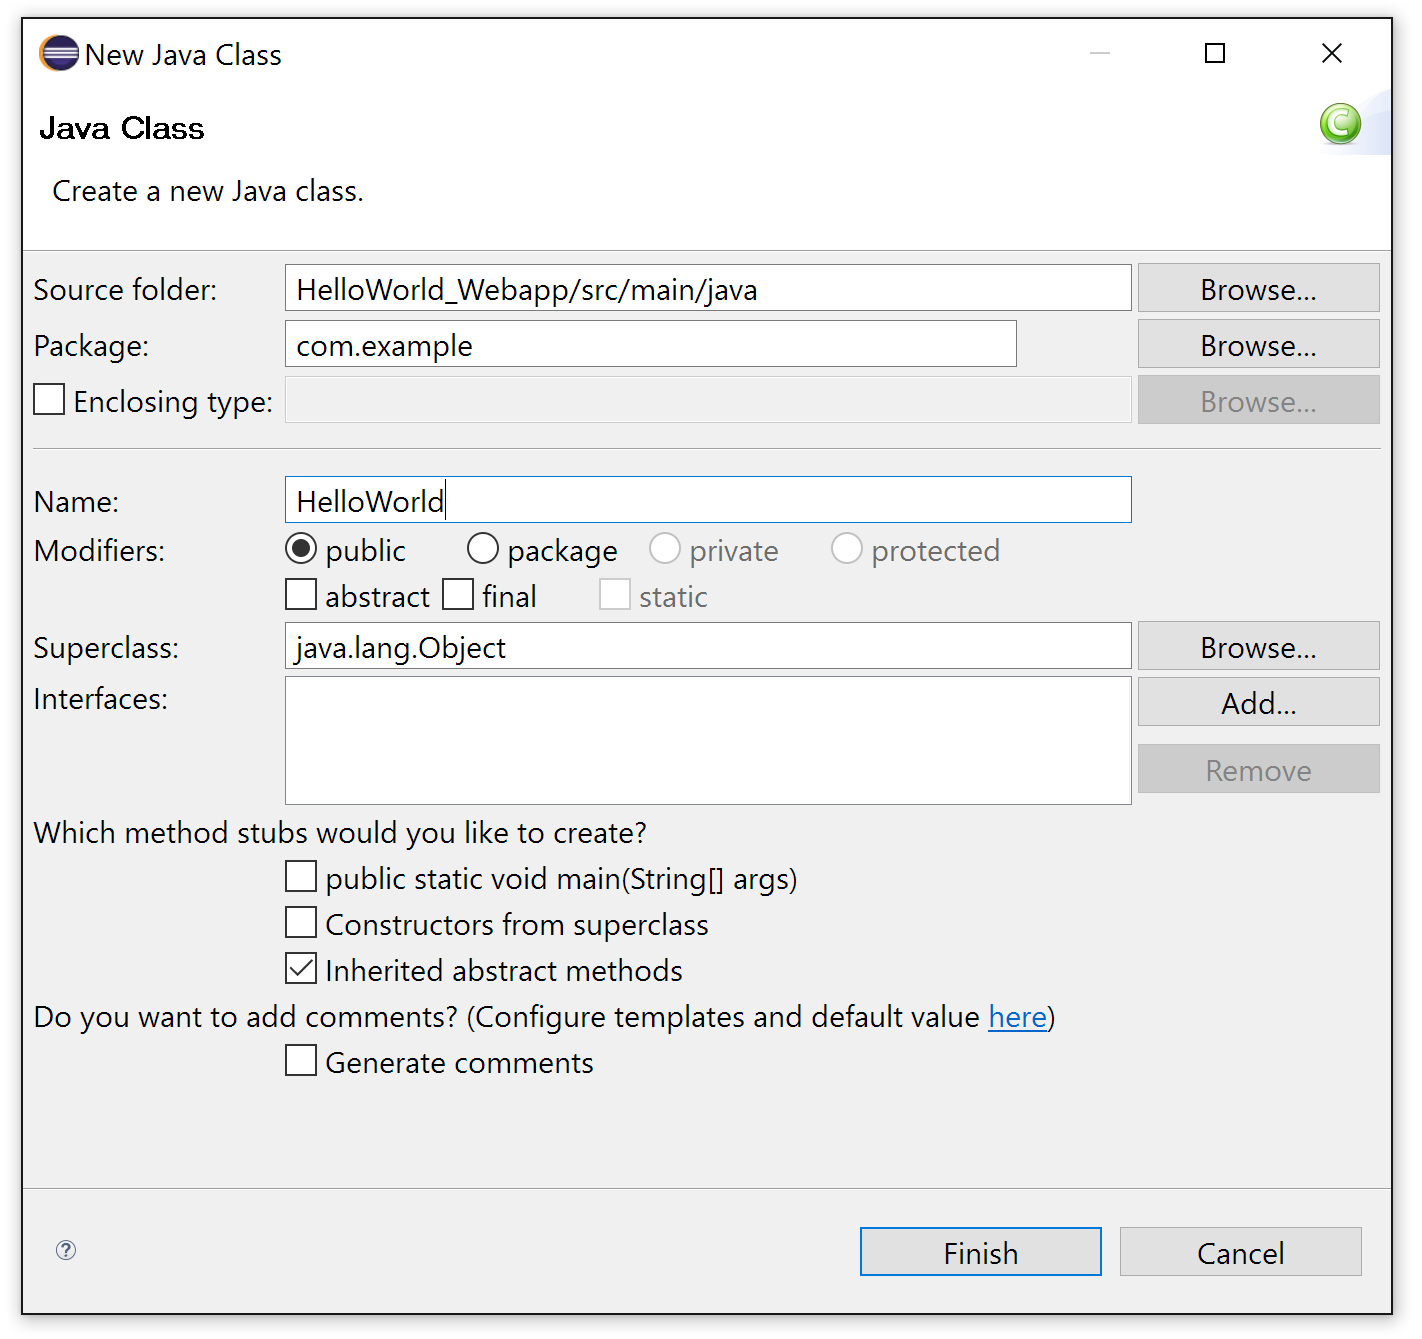 New Java Class
Java Class
C
Create a new Java class.
Source folder: HelloWorld_Webapp/src/main/java Browse...
Package: com.example Browse...
Enclosing type: Browse...
Name: HelloWorld
Modifiers: public package private protected
abstract final static
Superclass: java.lang.Object Browse...
Interfaces: Add...
Remove
Which method stubs would you like to create?
public static void main(String[] args)
Constructors from superclass
Inherited abstract methods
Do you want to add comments? (Configure templates and default value here)
Generate comments
? Finish Cancel